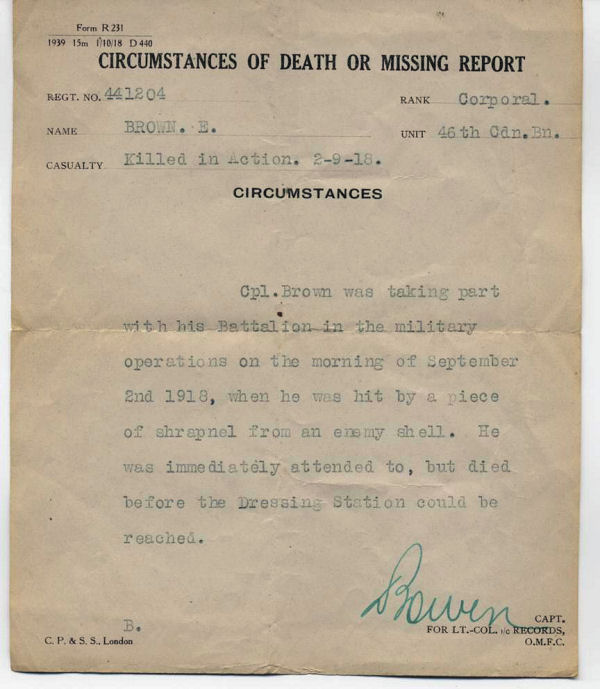 Form R 231
1939 15m 1/10/18 D 440
CIRCUMSTANCES OF DEATH OR MISSING REPORT
REGT. NO. 441204 RANK Corporal.
NAME BROWN. E. UNIT 46th Cdn.Bn.
CASUALTY Killed in Action. 2-9-18.
CIRCUMSTANCES
Cpl.Brown was taking part
with his Battalion in the military
operations on the morning of September
2nd 1918, when he was hit by a piece
of shrapnel from an enemy shell. He
was immediately attended to, but died
before the Dressing Station could be
reached.
CAPT.
B. FOR LT.-COL. i/c RECORDS,
C. P. & S. S., London O.M.F.C.